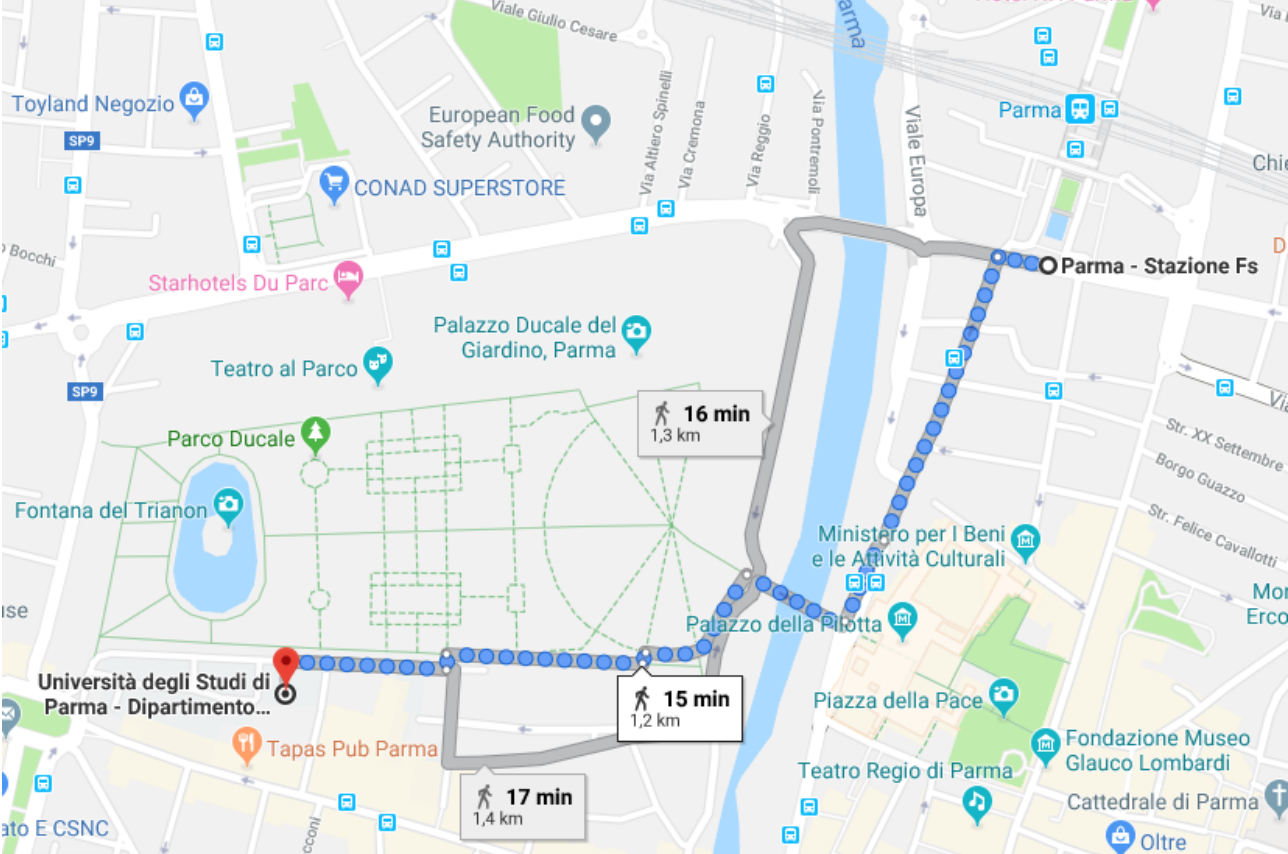 Viale Giulio Cesare
Parma
Toyland Negozio
SP9
European Food
Safety Authority
Via Altiero Spinelli
Via Cremona
Via Reggio
Via Pontremoli
Viale Europa
Parma
CONAD SUPERSTORE
Bocchi
Starhotels Du Parc
Parma - Stazione Fs
Palazzo Ducale del
Giardino, Parma
Teatro al Parco
SP9
16 min
1,3 km
Parco Ducale
Str. XX Settembre
Borgo Guazzo
Str. Felice Cavallotti
Fontana del Trianon
Ministero per I Beni
e le Attività Culturali
Palazzo della Pilotta
Università degli Studi di
Parma - Dipartimento...
15 min
1,2 km
Piazza della Pace
Tapas Pub Parma
Fondazione Museo
Glauco Lombardi
Teatro Regio di Parma
17 min
1,4 km
Cattedrale di Parma
ato E CSNC
Oltre